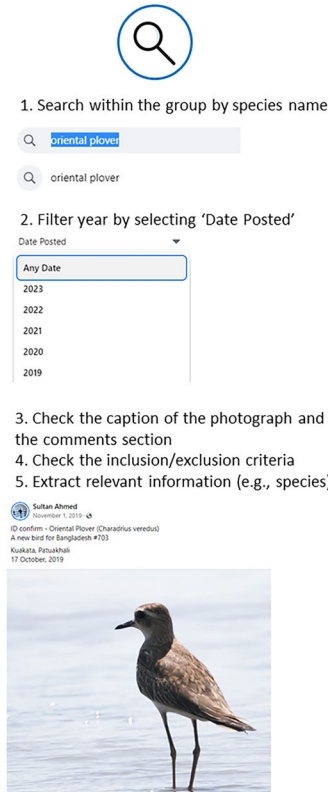 1. Search within the group by species name
oriental plover
oriental plover
2. Filter year by selecting ‘Date Posted’
Date Posted
Any Date
2023
2022
2021
2020
2019
3. Check the caption of the photograph and
the comments section
4. Check the inclusion/exclusion criteria
5. Extract relevant information (e.g., species)
Sultan Ahmed
November 1, 2019 ·
ID confirm - Oriental Plover (Charadrius veredus)
A new bird for Bangladesh #703
Kuakata, Patuakhali
17 October, 2019